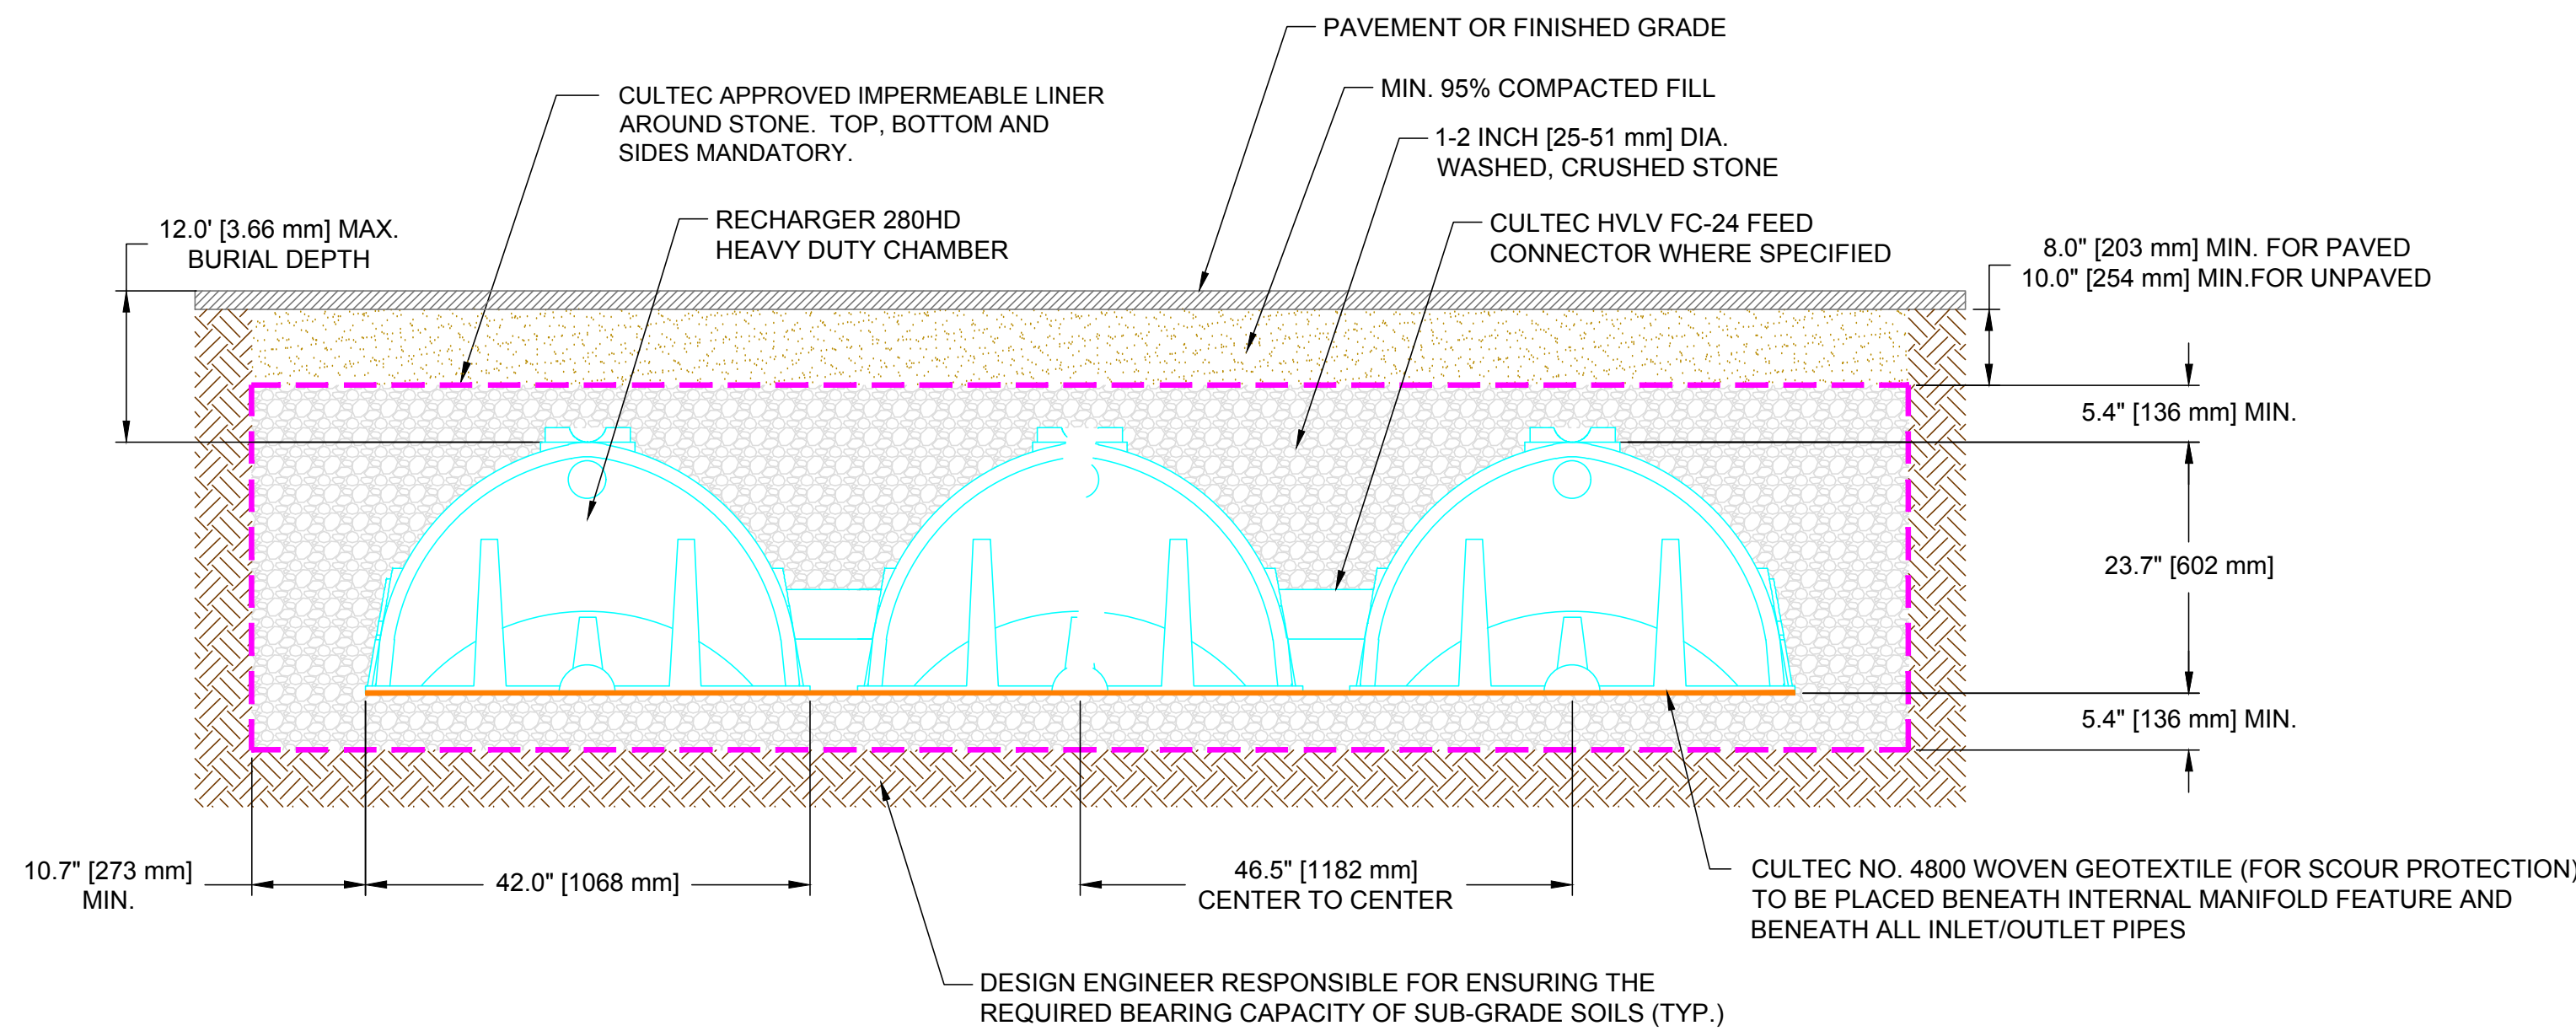 PAVEMENT OR FINISHED GRADE
CULTEC APPROVED IMPERMEABLE LINER
AROUND STONE. TOP, BOTTOM AND
SIDES MANDATORY.
MIN. 95% COMPACTED FILL
1-2 INCH [25-51 mm] DIA.
WASHED, CRUSHED STONE
12.0' [3.66 mm] MAX.
BURIAL DEPTH
RECHARGER 280HD
HEAVY DUTY CHAMBER
CULTEC HVLV FC-24 FEED
CONNECTOR WHERE SPECIFIED
8.0" [203 mm] MIN. FOR PAVED
10.0" [254 mm] MIN.FOR UNPAVED
5.4" [136 mm] MIN.
23.7" [602 mm]
5.4" [136 mm] MIN.
10.7" [273 mm]
MIN.
42.0" [1068 mm]
46.5" [1182 mm]
CENTER TO CENTER
CULTEC NO. 4800 WOVEN GEOTEXTILE (FOR SCOUR PROTECTION)
TO BE PLACED BENEATH INTERNAL MANIFOLD FEATURE AND
BENEATH ALL INLET/OUTLET PIPES
DESIGN ENGINEER RESPONSIBLE FOR ENSURING THE
REQUIRED BEARING CAPACITY OF SUB-GRADE SOILS (TYP.)